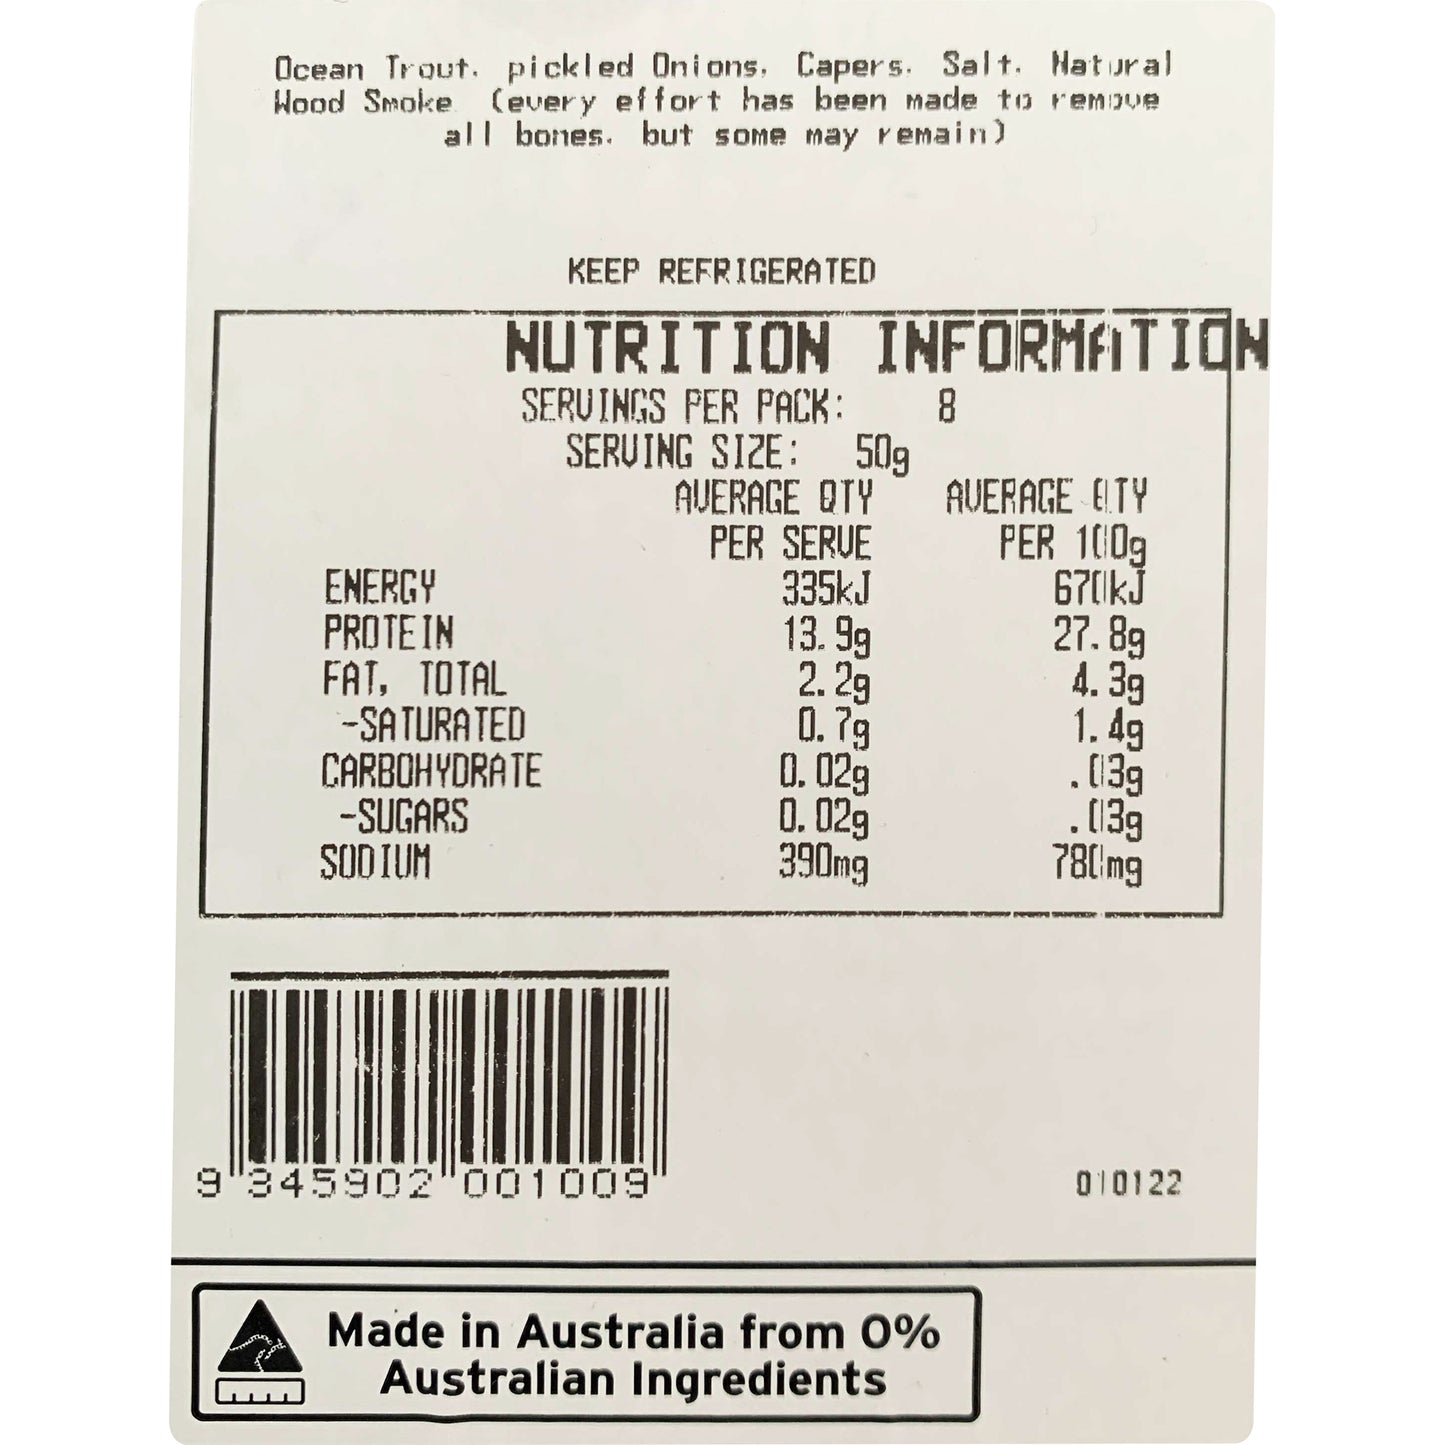 Ocean Trout. pickled Onions. Capers. Salt. Natural
Wood Smoke (every effort has been made to remove
all bones. but some may remain)
KEEP REFRIGERATED
NUTRITION INFORMATION
SERVINGS PER PACK: 8
SERVING SIZE: 50g
AVERAGE QTY AVERAGE QTY
PER SERVE PER 100g
ENERGY 335kJ 670kJ
PROTEIN 13.9g 27.8g
FAT, TOTAL 2.2g 4.3g
-SATURATED 0.7g 1.4g
CARBOHYDRATE 0.02g .03g
-SUGARS 0.02g .03g
SODIUM 390mg 780mg
9 345902 001009
010122
Made in Australia from 0%
Australian Ingredients